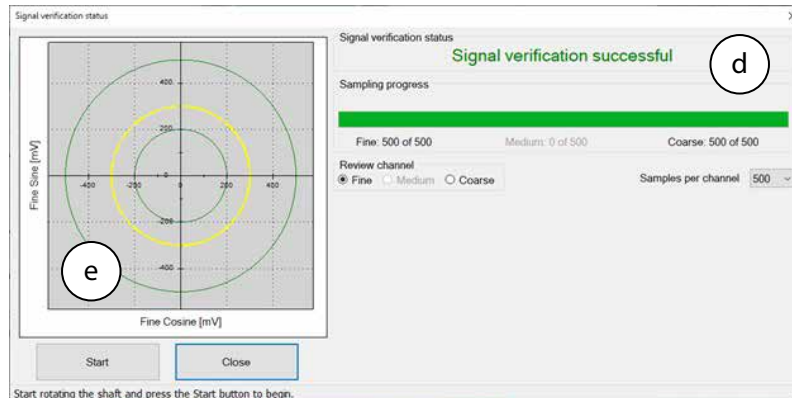 Signal verification status
Signal verification status
Signal verification successful
d
Sampling progress
Fine: 500 of 500
Medium: 0 of 500
Coarse: 500 of 500
Review channel
Fine
Medium
Coarse
Samples per channel
500
400
200
-400
-200
0
200
400
-200
-400
Fine Sine [mV]
Fine Cosine [mV]
e
Start
Close
Start rotating the shaft and press the Start button to begin.